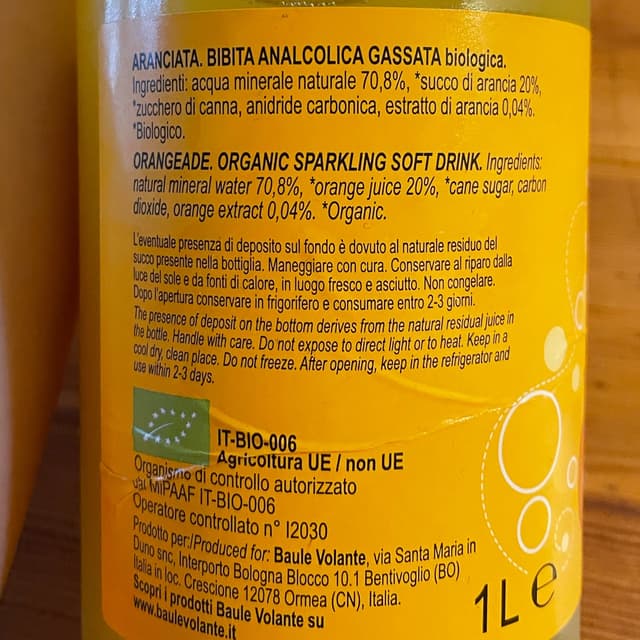 ARANCIATA. BIBITA ANALCOLICA GASSATA biologica.
Ingredienti: acqua minerale naturale 70,8%, *succo di arancia 20%,
*zucchero di canna, anidride carbonica, estratto di arancia 0,04%.
*Biologico.
ORANGEADE, ORGANIC SPARKLING SOFT DRINK. Ingredients:
natural mineral water 70,8%, *orange juice 20%, *cane sugar, carbon
dioxide, orange extract 0,04%. *Organic.
L'eventuale presenza di deposito sul fondo è dovuto al naturale residuo del
succo presente nella bottiglia. Maneggiare con cura. Conservare al riparo dalla
luce del sole e da fonti di calore, in luogo fresco e asciutto. Non congelare.
Dopo l'apertura conservare in frigorifero e consumare entro 2-3 giorni.
The presence of deposit on the bottom derives from the natural residual juice in
the bottle. Handle with care. Do not expose to direct light or to heat. Keep in a
cool dry, clean place. Do not freeze. After opening, keep in the refrigerator and
use within 2-3 days.
IT-BIO-006
Agricoltura UE / non UE
Organismo di controllo autorizzato
dal MIPAAF IT-BIO-006
Operatore controllato n° I2030
Prodotto per:/Produced for: Baule Volante, via Santa Maria in
Duno snc, Interporto Bologna Blocco 10.1 Bentivoglio (BO)
Italia in loc. Crescione 12078 Ormea (CN), Italia.
Scopri i prodotti Baule Volante su
www.baulevolante.it
1L e